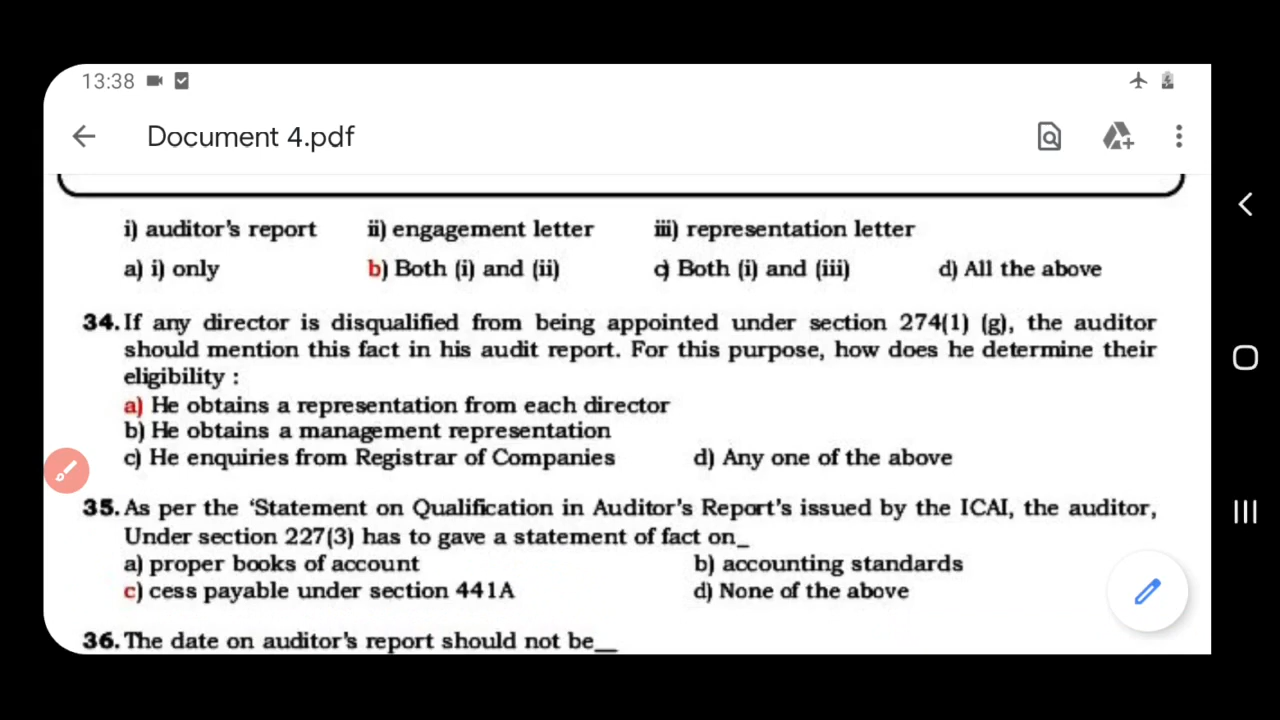 13:38
Document 4.pdf
i) auditor's report ii) engagement letter iii) representation letter
a) i) only b) Both (i) and (ii) c) Both (i) and (iii) d) All the above
34. If any director is disqualified from being appointed under section 274(1) (g), the auditor
should mention this fact in his audit report. For this purpose, how does he determine their
eligibility :
a) He obtains a representation from each director
b) He obtains a management representation
c) He enquiries from Registrar of Companies d) Any one of the above
35. As per the ‘Statement on Qualification in Auditor's Report's issued by the ICAI, the auditor,
Under section 227(3) has to gave a statement of fact on_
a) proper books of account b) accounting standards
c) cess payable under section 441A d) None of the above
36. The date on auditor's report should not be__